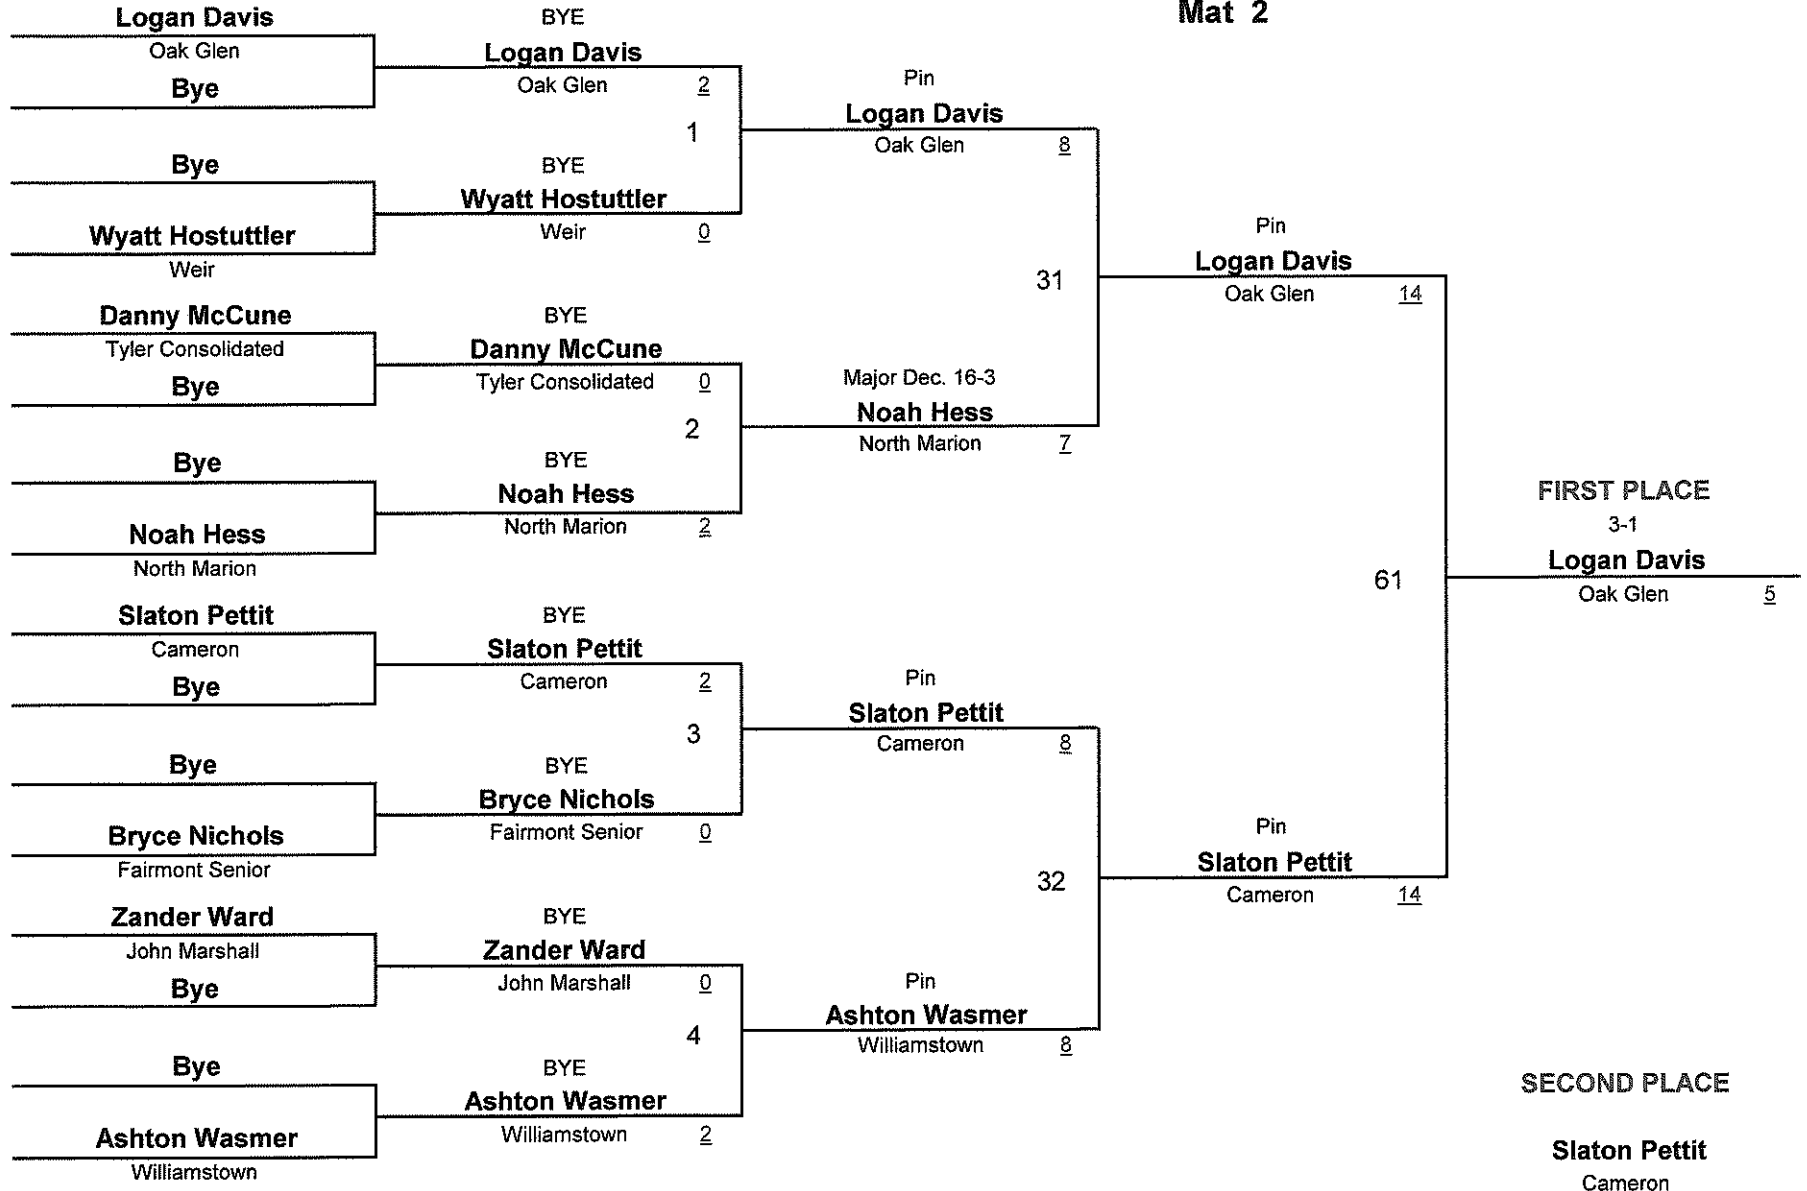 Mat 2
Logan Davis
Oak Glen
Bye
Bye
Wyatt Hostuttler
Weir
Danny McCune
Tyler Consolidated
Bye
Bye
Noah Hess
North Marion
Slaton Pettit
Cameron
Bye
Bye
Bryce Nichols
Fairmont Senior
Zander Ward
John Marshall
Bye
Bye
Ashton Wasmer
Williamstown
BYE
Logan Davis
Oak Glen 2
1
BYE
Wyatt Hostuttler
Weir 0
BYE
Danny McCune
Tyler Consolidated 0
2
BYE
Noah Hess
North Marion 2
BYE
Slaton Pettit
Cameron 2
3
BYE
Bryce Nichols
Fairmont Senior 0
BYE
Zander Ward
John Marshall 0
4
BYE
Ashton Wasmer
Williamstown 2
Pin
Logan Davis
Oak Glen 8
31
Major Dec. 16-3
Noah Hess
North Marion 7
Pin
Slaton Pettit
Cameron 8
32
Pin
Ashton Wasmer
Williamstown 8
Pin
Logan Davis
Oak Glen 14
61
Pin
Slaton Pettit
Cameron 14
FIRST PLACE
3-1
Logan Davis
Oak Glen 5
SECOND PLACE
Slaton Pettit
Cameron